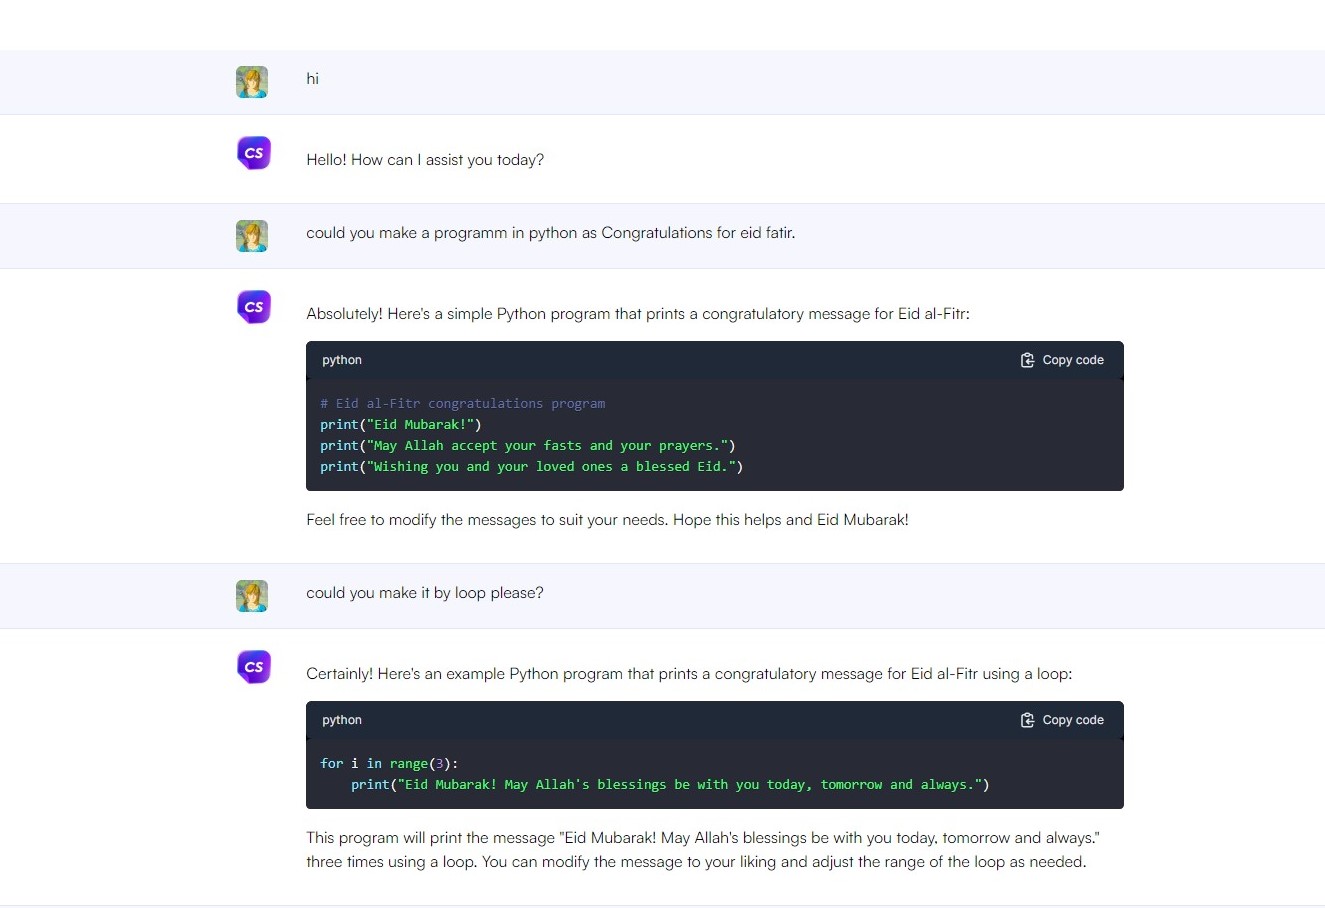 hi
CS
Hello! How can I assist you today?
could you make a programm in python as Congratulations for eid fatir.
CS
Absolutely! Here's a simple Python program that prints a congratulatory message for Eid al-Fitr:
python Copy code
# Eid al-Fitr congratulations program
print("Eid Mubarak!")
print("May Allah accept your fasts and your prayers.")
print("Wishing you and your loved ones a blessed Eid.")
Feel free to modify the messages to suit your needs. Hope this helps and Eid Mubarak!
could you make it by loop please?
CS
Certainly! Here's an example Python program that prints a congratulatory message for Eid al-Fitr using a loop:
python Copy code
for i in range(3):
    print("Eid Mubarak! May Allah's blessings be with you today, tomorrow and always.")
This program will print the message "Eid Mubarak! May Allah's blessings be with you today, tomorrow and always."
three times using a loop. You can modify the message to your liking and adjust the range of the loop as needed.